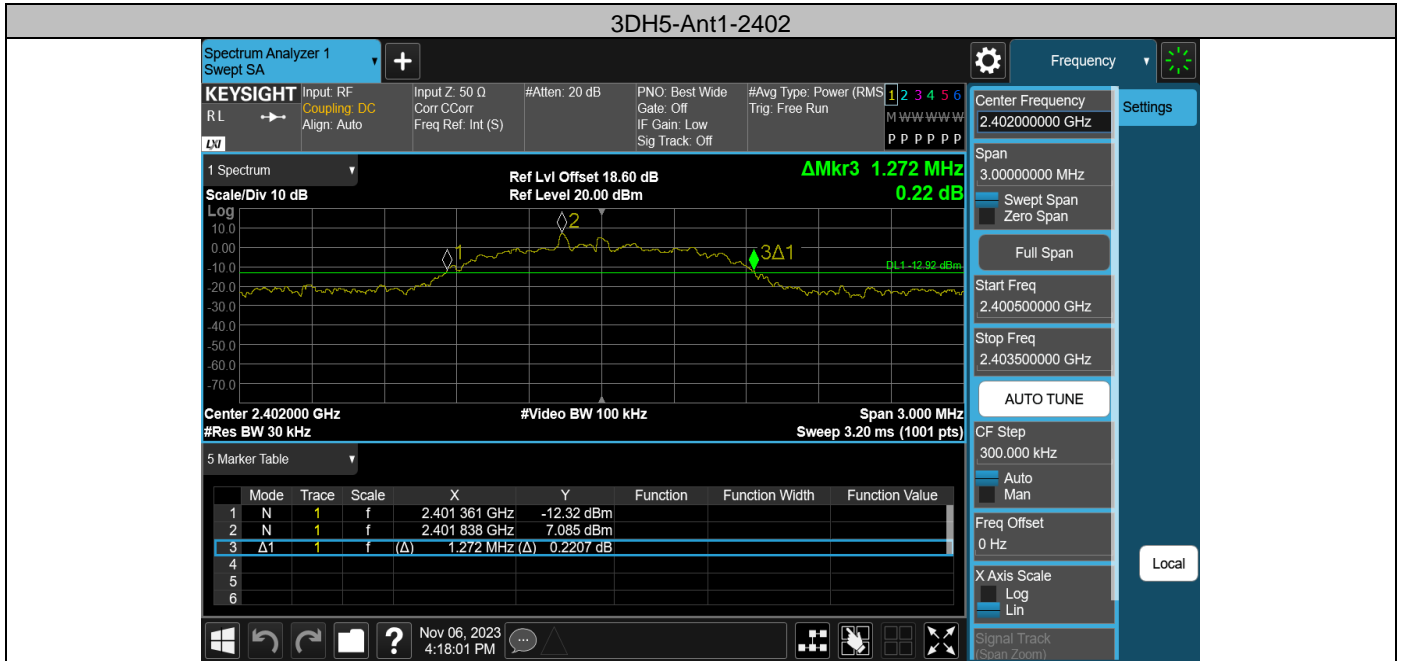 3DH5-Ant1-2402
Spectrum Analyzer 1
Swept SA
+
Frequency
KEYSIGHT
RL
LXI
Input: RF
Coupling: DC
Align: Auto
Input Z: 50 Ω
Corr CCorr
Freq Ref: Int (S)
#Atten: 20 dB
PNO: Best Wide
Gate: Off
IF Gain: Low
Sig Track: Off
#Avg Type: Power (RMS
Trig: Free Run
1 2 3 4 5 6
M W W W W W
P P P P P P
1 Spectrum
Scale/Div 10 dB
Ref Lvl Offset 18.60 dB
Ref Level 20.00 dBm
ΔMkr3 1.272 MHz
0.22 dB
Log
10.0
0.00
-10.0
-20.0
-30.0
-40.0
-50.0
-60.0
-70.0
1
2
3Δ1
DL1 -12.92 dBm
Center 2.402000 GHz
#Res BW 30 kHz
#Video BW 100 kHz
Span 3.000 MHz
Sweep 3.20 ms (1001 pts)
5 Marker Table
Mode Trace Scale X Y Function Function Width Function Value
1 N 1 f 2.401 361 GHz -12.32 dBm
2 N 1 f 2.401 838 GHz 7.085 dBm
3 Δ1 1 f (Δ) 1.272 MHz (Δ) 0.2207 dB
4
5
6
Center Frequency
2.402000000 GHz
Span
3.00000000 MHz
Swept Span
Zero Span
Full Span
Start Freq
2.400500000 GHz
Stop Freq
2.403500000 GHz
AUTO TUNE
CF Step
300.000 kHz
Auto
Man
Freq Offset
0 Hz
X Axis Scale
Log
Lin
Signal Track
(Span Zoom)
Settings
Local
?
Nov 06, 2023
4:18:01 PM